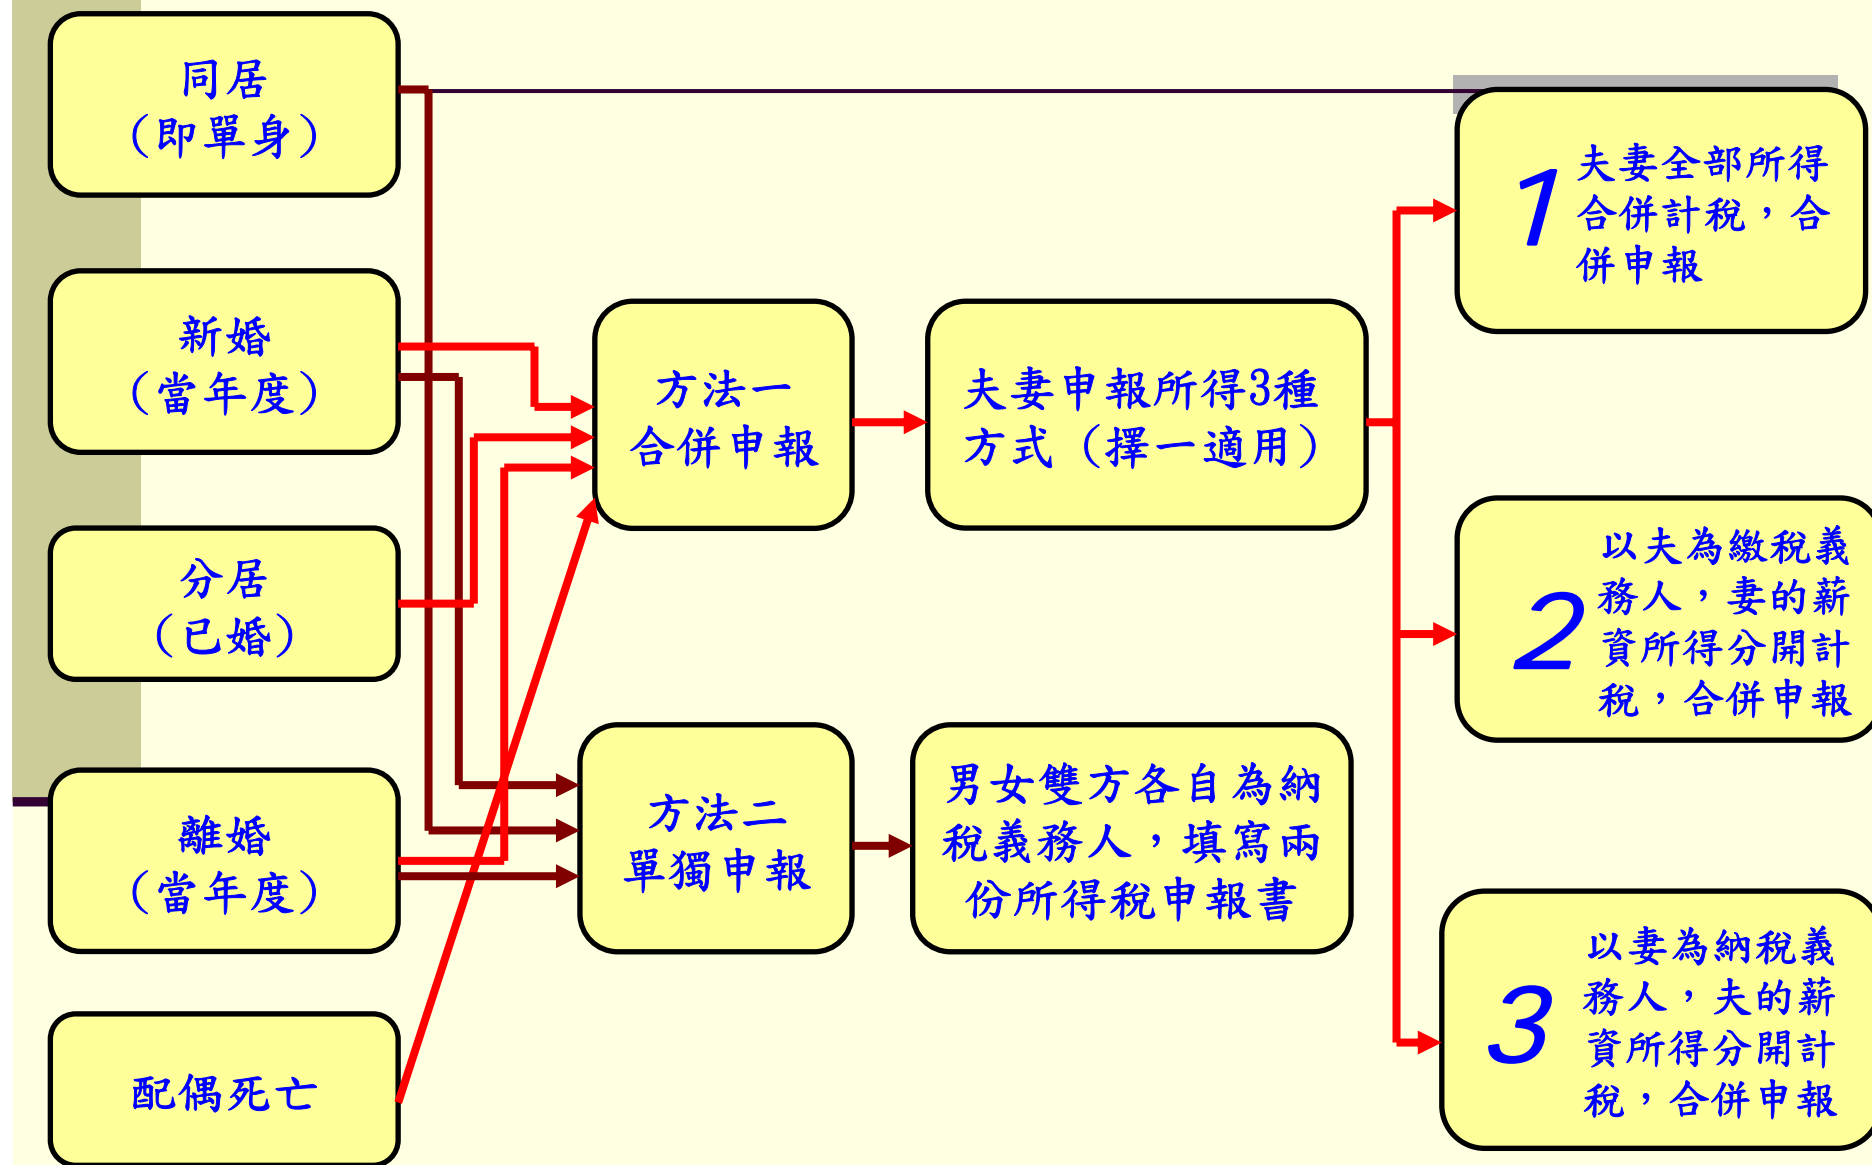 同居
（即單身）
新婚
（當年度）
分居
（已婚）
離婚
（當年度）
配偶死亡
方法一
合併申報
方法二
單獨申報
夫妻申報所得3種
方式（擇一適用）
男女雙方各自為納
稅義務人，填寫兩
份所得稅申報書
1
夫妻全部所得
合併計稅，合
併申報
2
以夫為繳稅義
務人，妻的薪
資所得分開計
稅，合併申報
3
以妻為納稅義
務人，夫的薪
資所得分開計
稅，合併申報